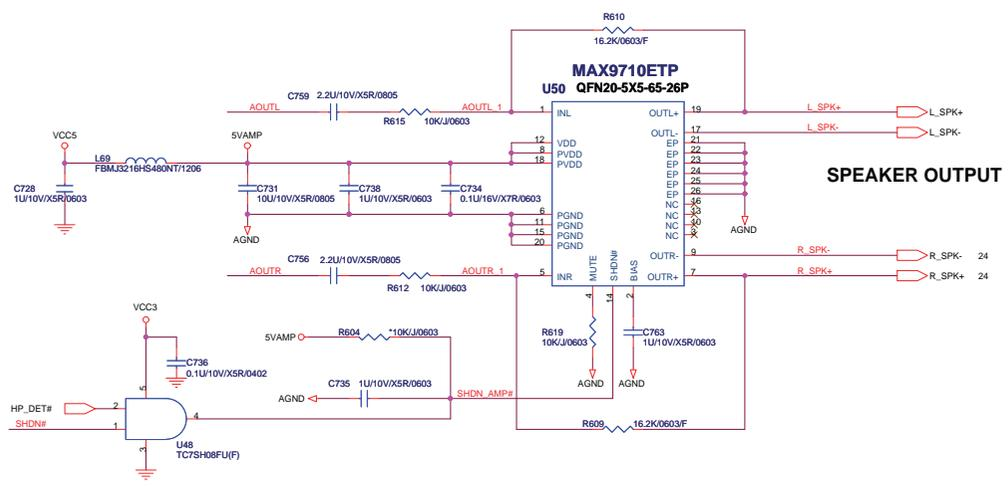 R610
16.2K/0603/F
MAX9710ETP
U50 QFN20-5X5-65-26P
C759 2.2U/10V/X5R/0805
AOUTL
R615 10K/J/0603
AOUTL_1
1 INL
OUTL+ 19
L_SPK+
L_SPK+
OUTL- 17
L_SPK-
L_SPK-
VCC5
5VAMP
L69
FBMJ3216HS480NT/1206
12 VDD
8 PVDD
18 PVDD
EP 21
EP 22
EP 23
EP 24
EP 25
EP 26
NC 16
NC 13
NC 10
NC 3
SPEAKER OUTPUT
C728
1U/10V/X5R/0603
C731
10U/10V/X5R/0805
C738
1U/10V/X5R/0603
C734
0.1U/16V/X7R/0603
6 PGND
11 PGND
15 PGND
20 PGND
AGND
AGND
C756 2.2U/10V/X5R/0805
AOUTR
R612 10K/J/0603
AOUTR_1
5 INR
MUTE
SHDN#
BIAS
OUTR- 9
R_SPK-
R_SPK- 24
OUTR+ 7
R_SPK+
R_SPK+ 24
4
14
2
VCC3
5VAMP
R604 *10K/J/0603
R619
10K/J/0603
C763
1U/10V/X5R/0603
AGND
AGND
C736
0.1U/10V/X5R/0402
C735 1U/10V/X5R/0603
AGND
SHDN_AMP#
5
HP_DET#
2
SHDN#
1
4
3
U48
TC7SH08FU(F)
R609 16.2K/0603/F